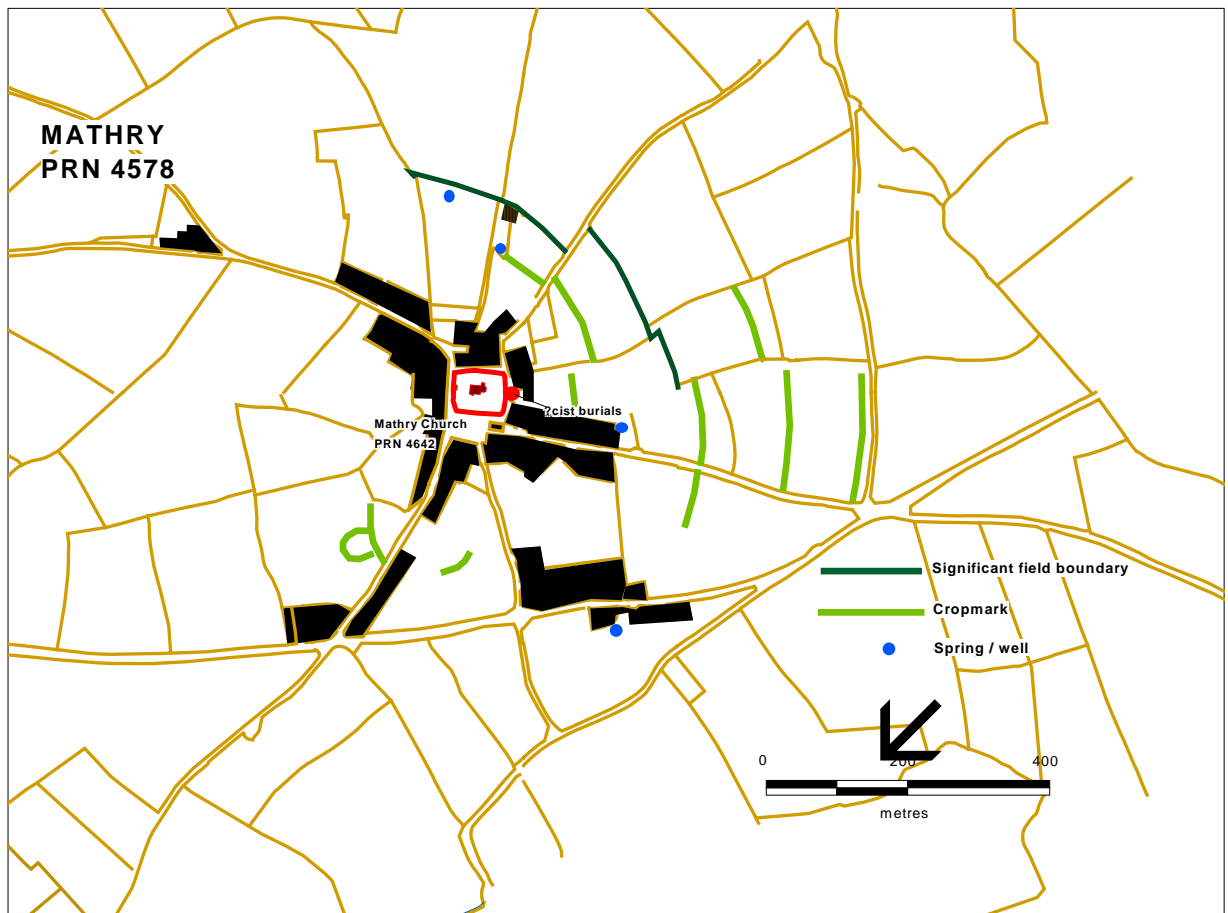 MATHRY
PRN 4578
?cist burials
Mathry Church
PRN 4642
Significant field boundary
Cropmark
Spring / well
0
200
400
metres